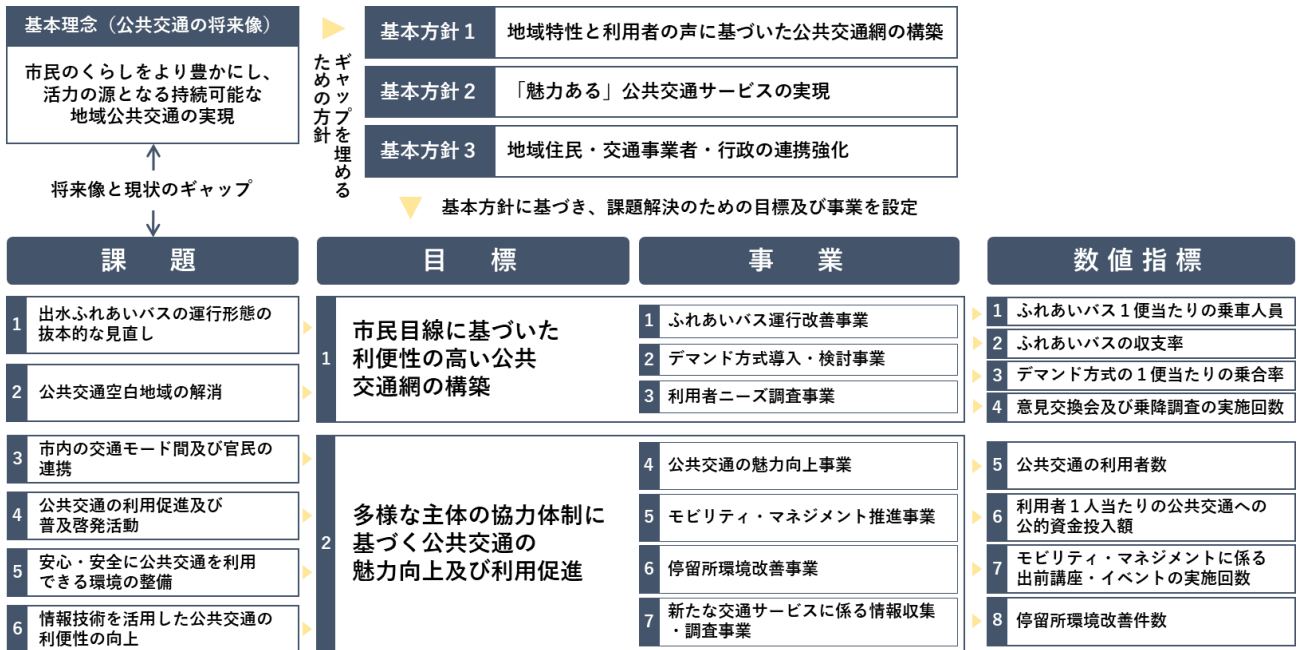 基本理念（公共交通の将来像）
市民のくらしをより豊かにし、
活力の源となる持続可能な
地域公共交通の実現
ギャップを埋める
ための方針
基本方針１
地域特性と利用者の声に基づいた公共交通網の構築
基本方針２
「魅力ある」公共交通サービスの実現
基本方針３
地域住民・交通事業者・行政の連携強化
将来像と現状のギャップ
基本方針に基づき、課題解決のための目標及び事業を設定
課題
1
出水ふれあいバスの運行形態の
抜本的な見直し
2
公共交通空白地域の解消
3
市内の交通モード間及び官民の
連携
4
公共交通の利用促進及び
普及啓発活動
5
安心・安全に公共交通を利用
できる環境の整備
6
情報技術を活用した公共交通の
利便性の向上
目標
1
市民目線に基づいた
利便性の高い公共
交通網の構築
2
多様な主体の協力体制に
基づく公共交通の
魅力向上及び利用促進
事業
1
ふれあいバス運行改善事業
2
デマンド方式導入・検討事業
3
利用者ニーズ調査事業
4
公共交通の魅力向上事業
5
モビリティ・マネジメント推進事業
6
停留所環境改善事業
7
新たな交通サービスに係る情報収集
・調査事業
数値指標
1
ふれあいバス１便当たりの乗車人員
2
ふれあいバスの収支率
3
デマンド方式の１便当たりの乗合率
4
意見交換会及び乗降調査の実施回数
5
公共交通の利用者数
6
利用者１人当たりの公共交通への
公的資金投入額
7
モビリティ・マネジメントに係る
出前講座・イベントの実施回数
8
停留所環境改善件数